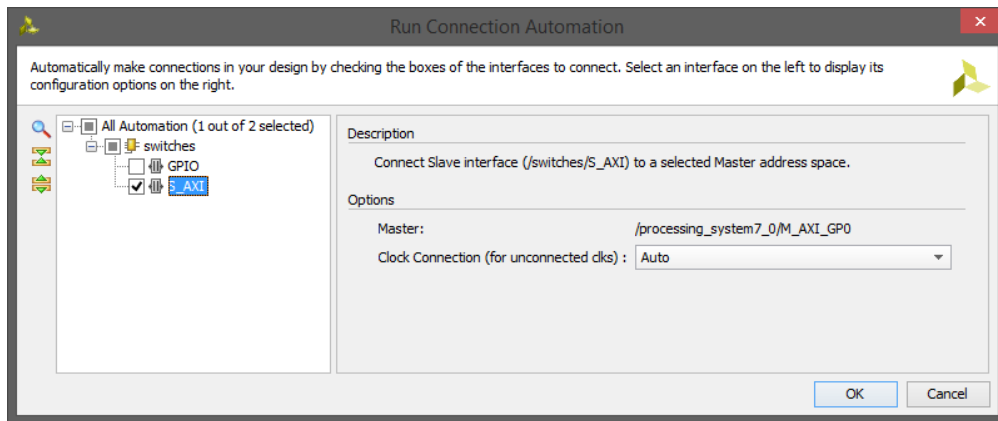 Run Connection Automation
Automatically make connections in your design by checking the boxes of the interfaces to connect. Select an interface on the left to display its
configuration options on the right.
All Automation (1 out of 2 selected)
switches
GPIO
S_AXI
Description
Connect Slave interface (/switches/S_AXI) to a selected Master address space.
Options
Master: /processing_system7_0/M_AXI_GP0
Clock Connection (for unconnected clks) : Auto
OK Cancel